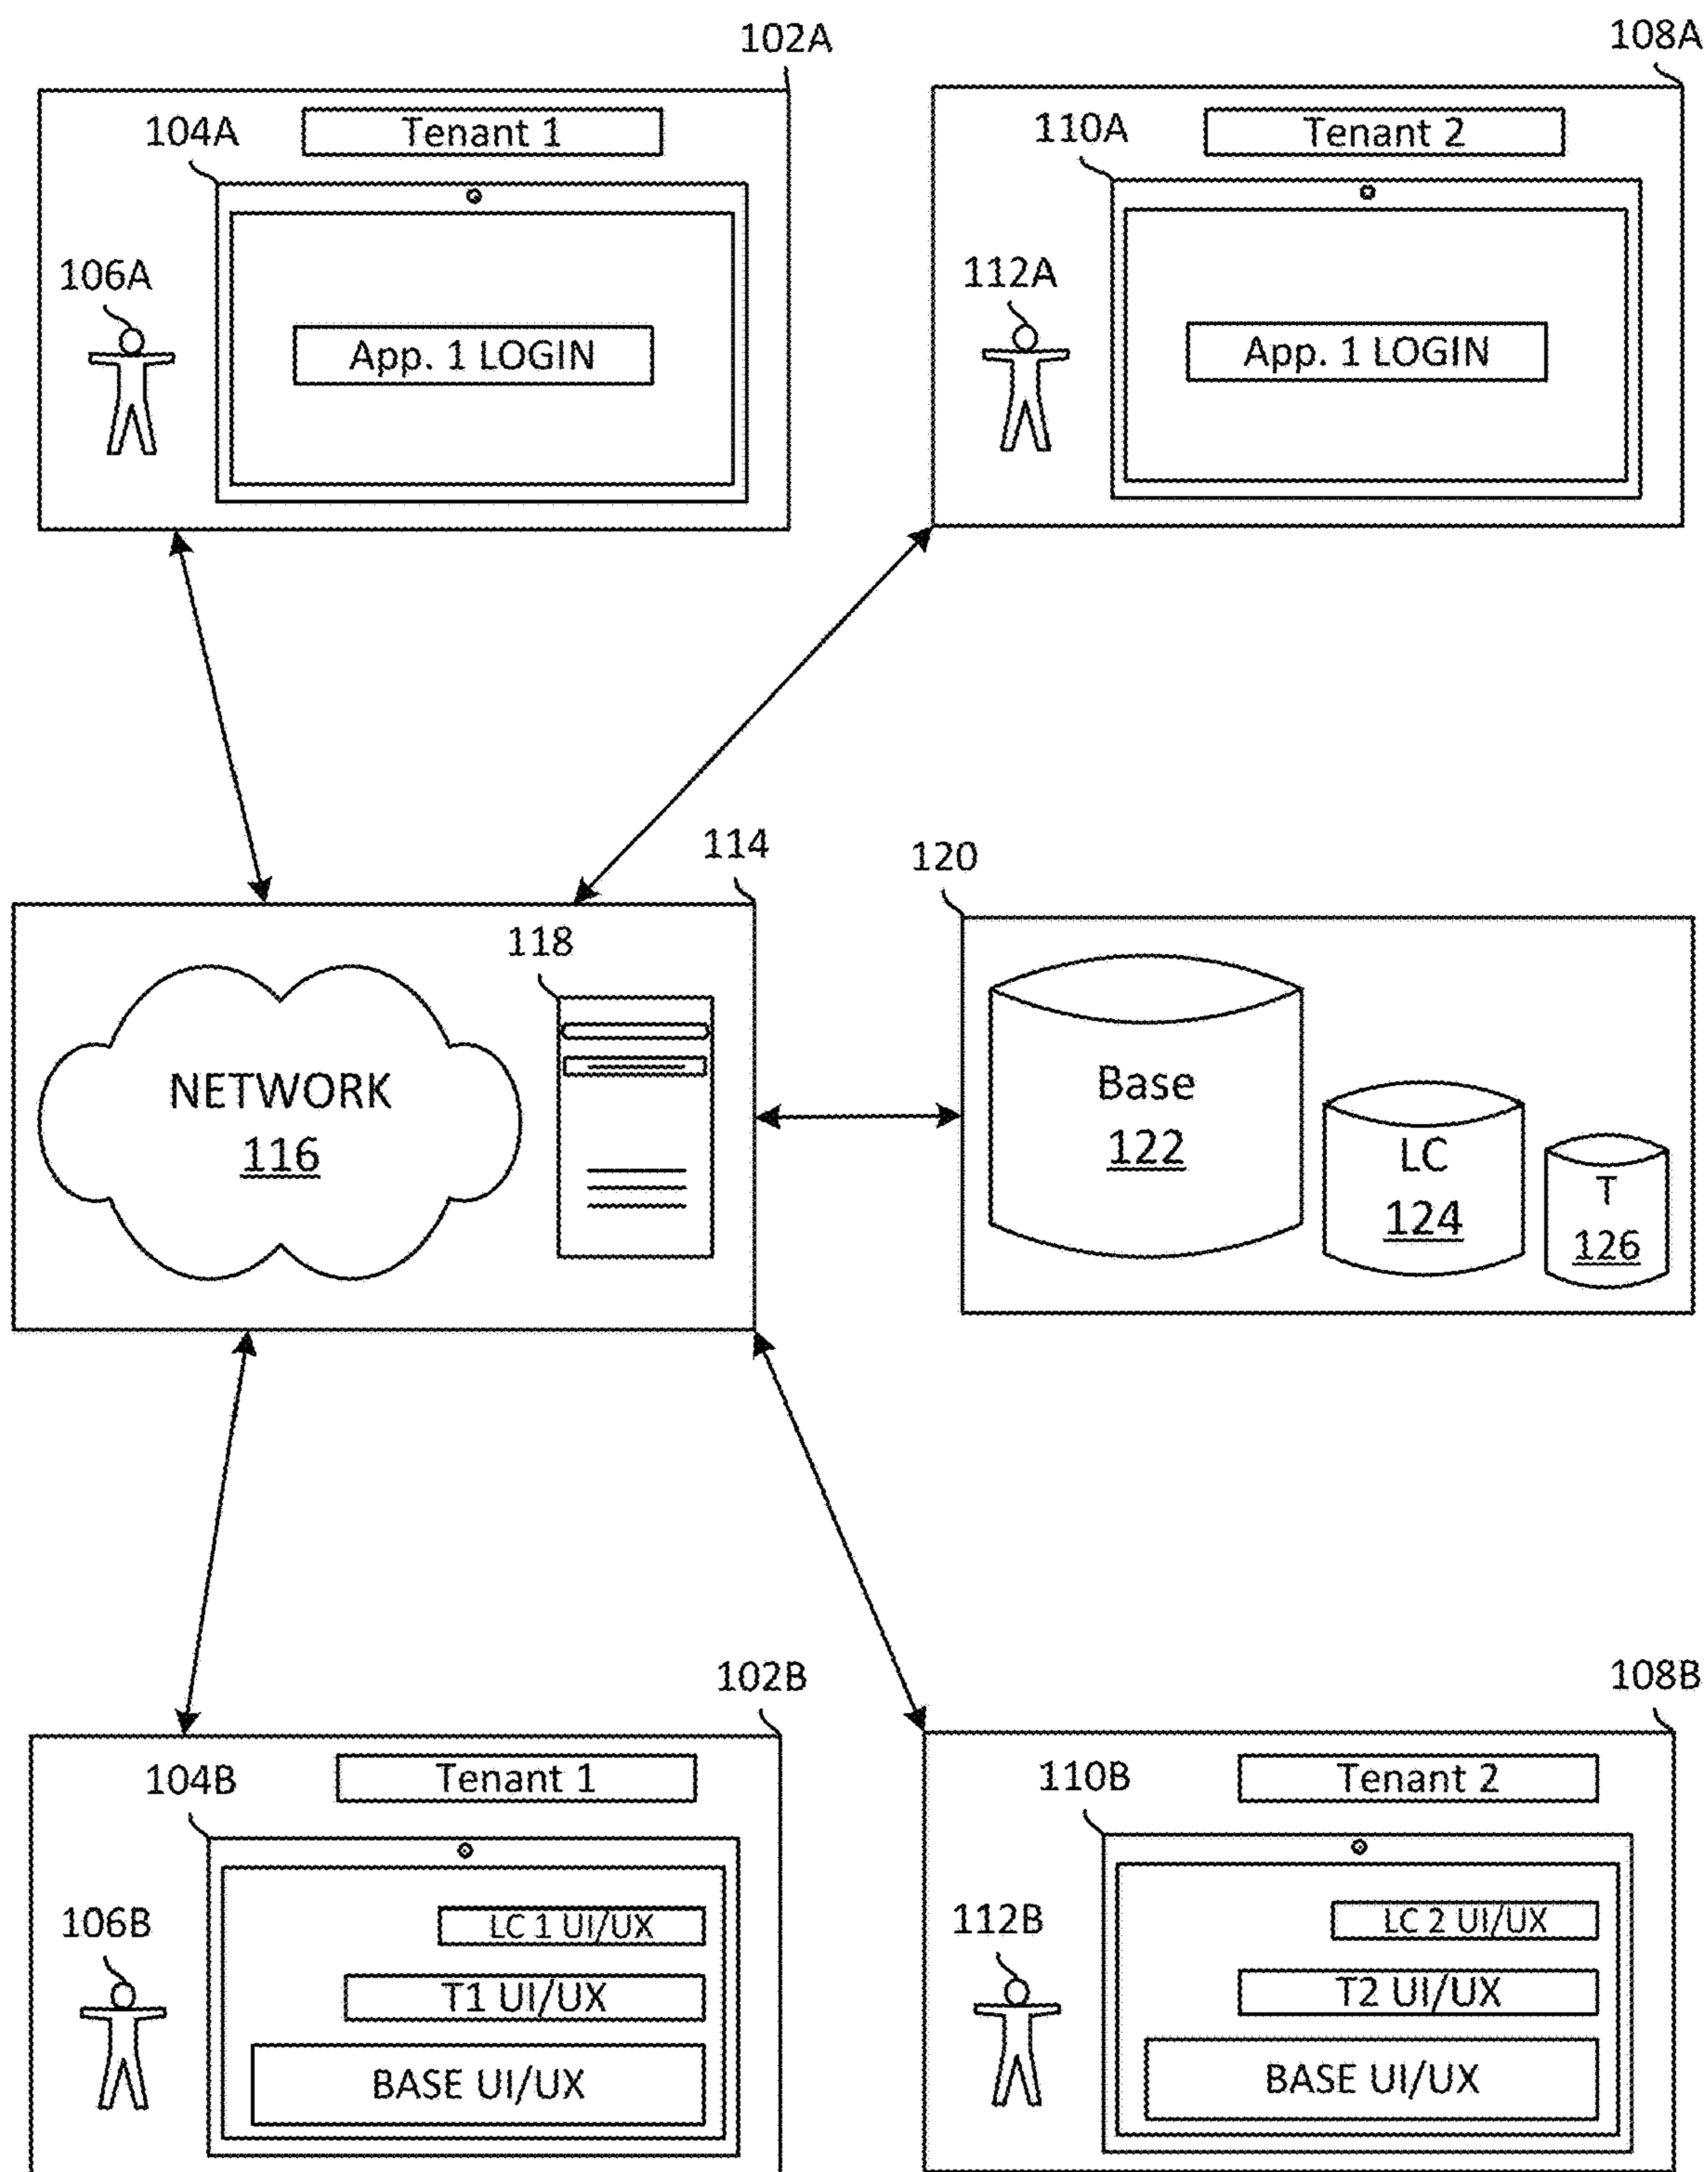 102A
108A
104A
Tenant 1
110A
Tenant 2
106A
112A
App. 1 LOGIN
App. 1 LOGIN
114
120
118
NETWORK
116
Base
122
LC
124
T
126
102B
108B
104B
Tenant 1
110B
Tenant 2
106B
LC 1 UI/UX
112B
LC 2 UI/UX
T1 UI/UX
T2 UI/UX
BASE UI/UX
BASE UI/UX